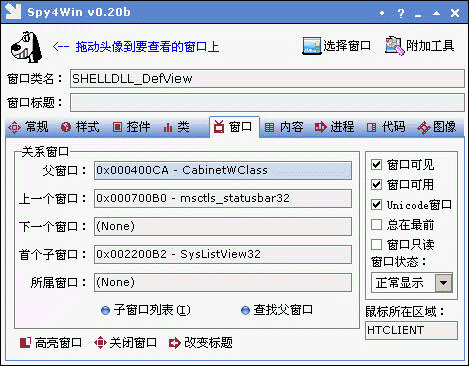 Spy4Win v0.20b
<-- 拖动头像到要查看的窗口上 选择窗口 附加工具
窗口类名： SHELLDLL_DefView
窗口标题：
常规 样式 控件 类 窗口 内容 进程 代码 图像
关系窗口
父窗口： 0x000400CA - CabinetWClass
上一个窗口： 0x000700B0 - msctls_statusbar32
下一个窗口： (None)
首个子窗口： 0x002200B2 - SysListView32
所属窗口： (None)
子窗口列表(I) 查找父窗口
窗口可见
窗口可用
Unicode窗口
总在最前
窗口只读
窗口状态：
正常显示
鼠标所在区域：
HTCLIENT
高亮窗口 关闭窗口 改变标题